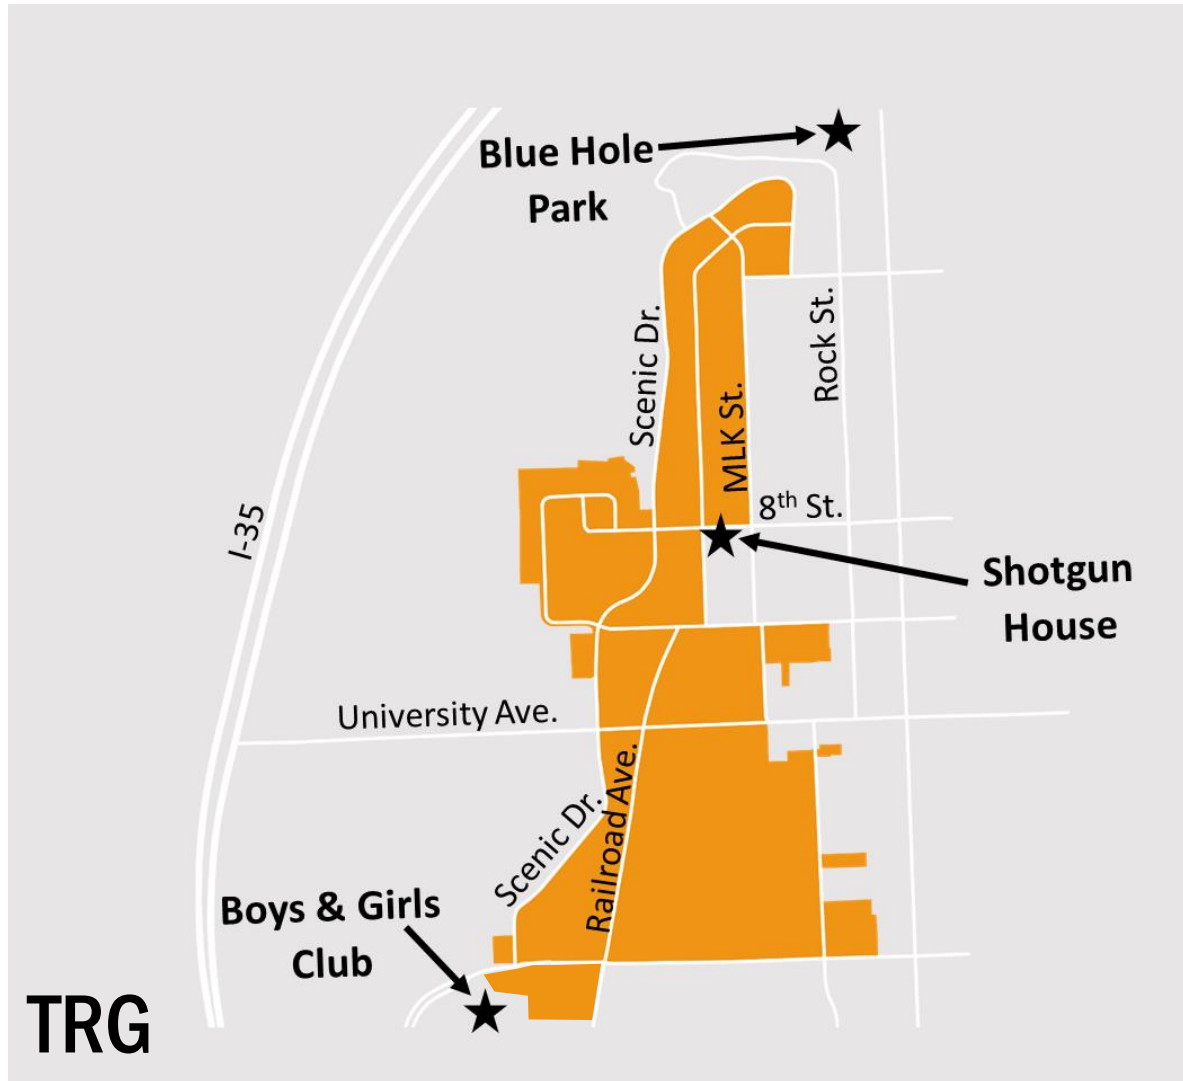 Blue Hole
Park
Scenic Dr.
Rock St.
MLK St.
8th St.
I-35
Shotgun
House
University Ave.
Scenic Dr.
Railroad Ave.
Boys & Girls
Club
TRG